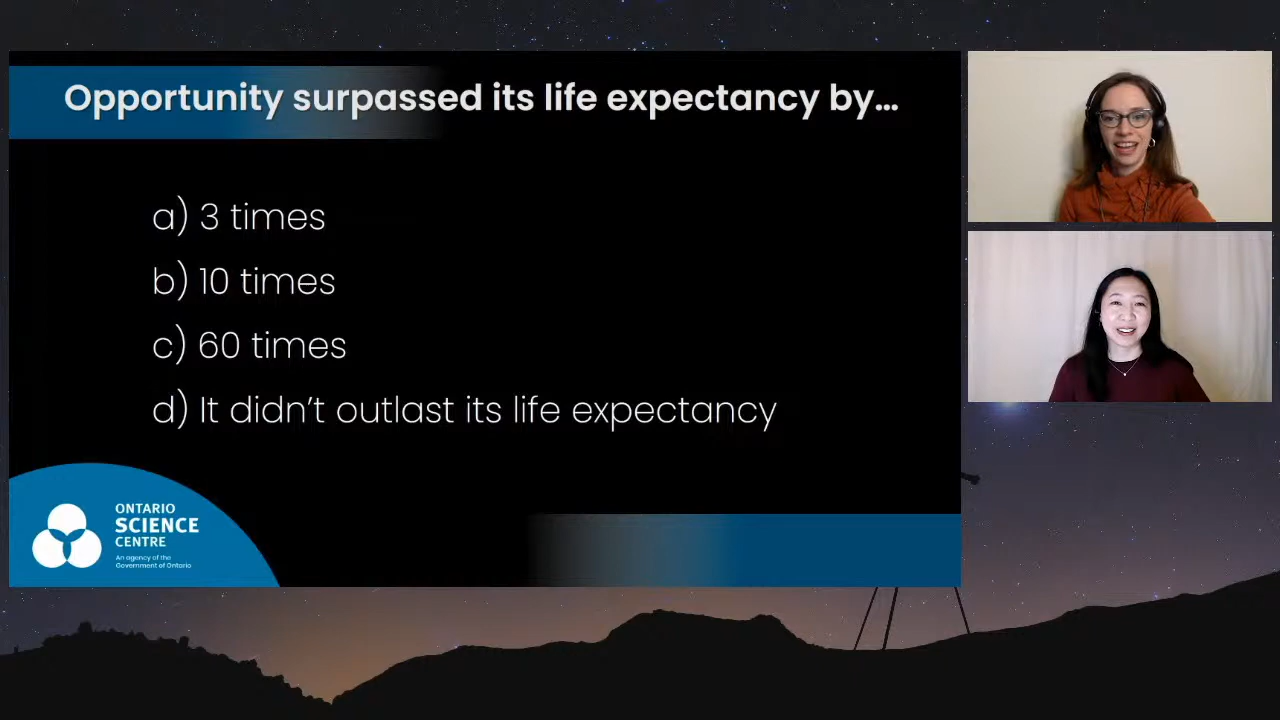 Opportunity surpassed its life expectancy by...
a) 3 times
b) 10 times
c) 60 times
d) It didn't outlast its life expectancy
ONTARIO
SCIENCE
CENTRE
An agency of the
Government of Ontario